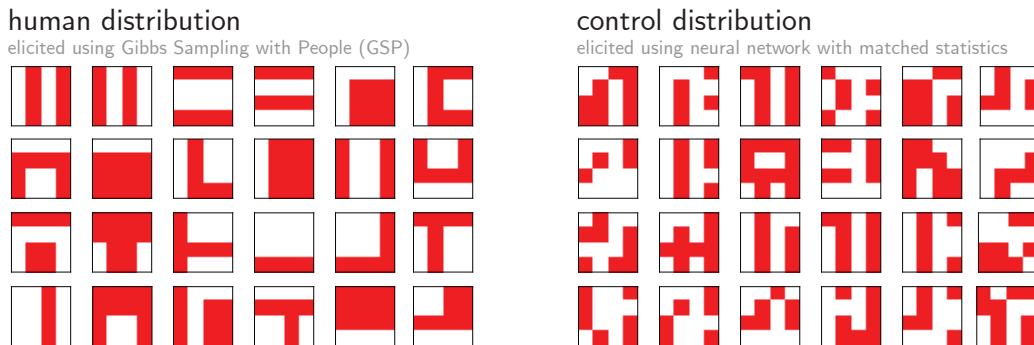 human distribution
elicited using Gibbs Sampling with People (GSP)
control distribution
elicited using neural network with matched statistics